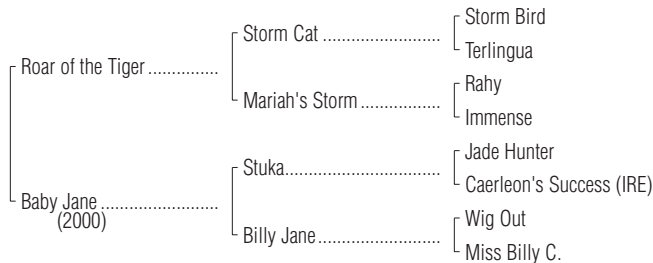 Storm Bird
Storm Cat ........................
Terlingua
Roar of the Tiger ...............
Rahy
Mariah's Storm .................
Immense
Jade Hunter
Stuka.................................
Caerleon's Success (IRE)
Baby Jane .........................
(2000)
Wig Out
Billy Jane..........................
Miss Billy C.